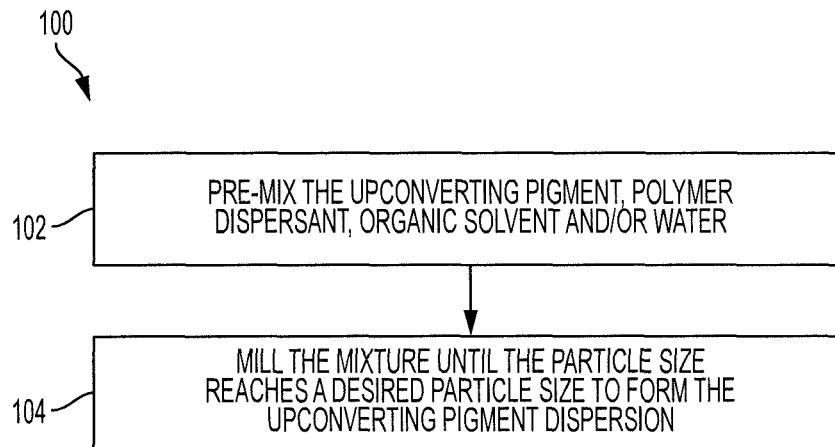 100
102
PRE-MIX THE UPCONVERTING PIGMENT, POLYMER
DISPERSANT, ORGANIC SOLVENT AND/OR WATER
104
MILL THE MIXTURE UNTIL THE PARTICLE SIZE
REACHES A DESIRED PARTICLE SIZE TO FORM THE
UPCONVERTING PIGMENT DISPERSION